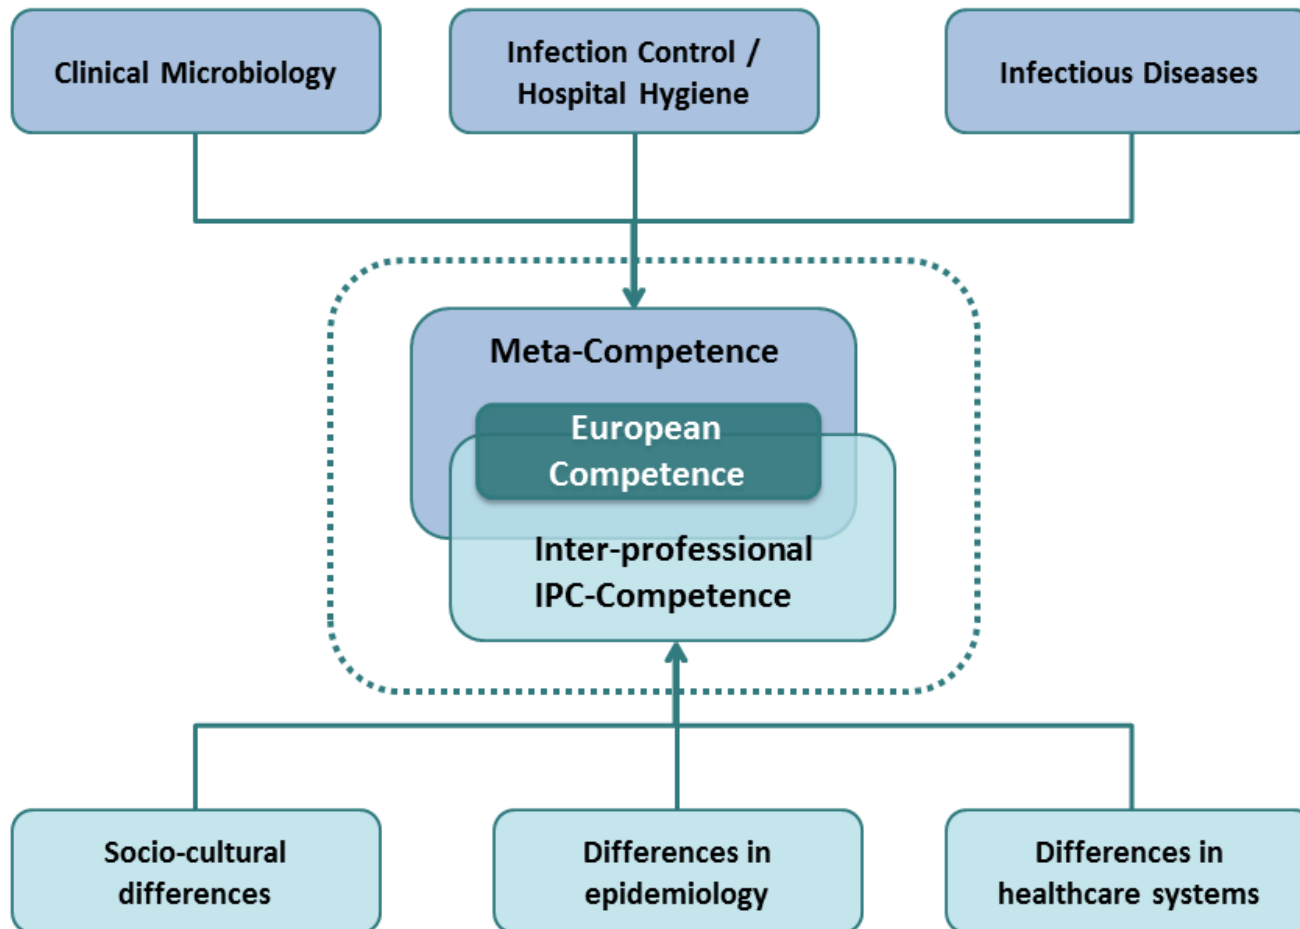 Clinical Microbiology
Infection Control /
Hospital Hygiene
Infectious Diseases
Meta-Competence
European
Competence
Inter-professional
IPC-Competence
Socio-cultural
differences
Differences in
epidemiology
Differences in
healthcare systems